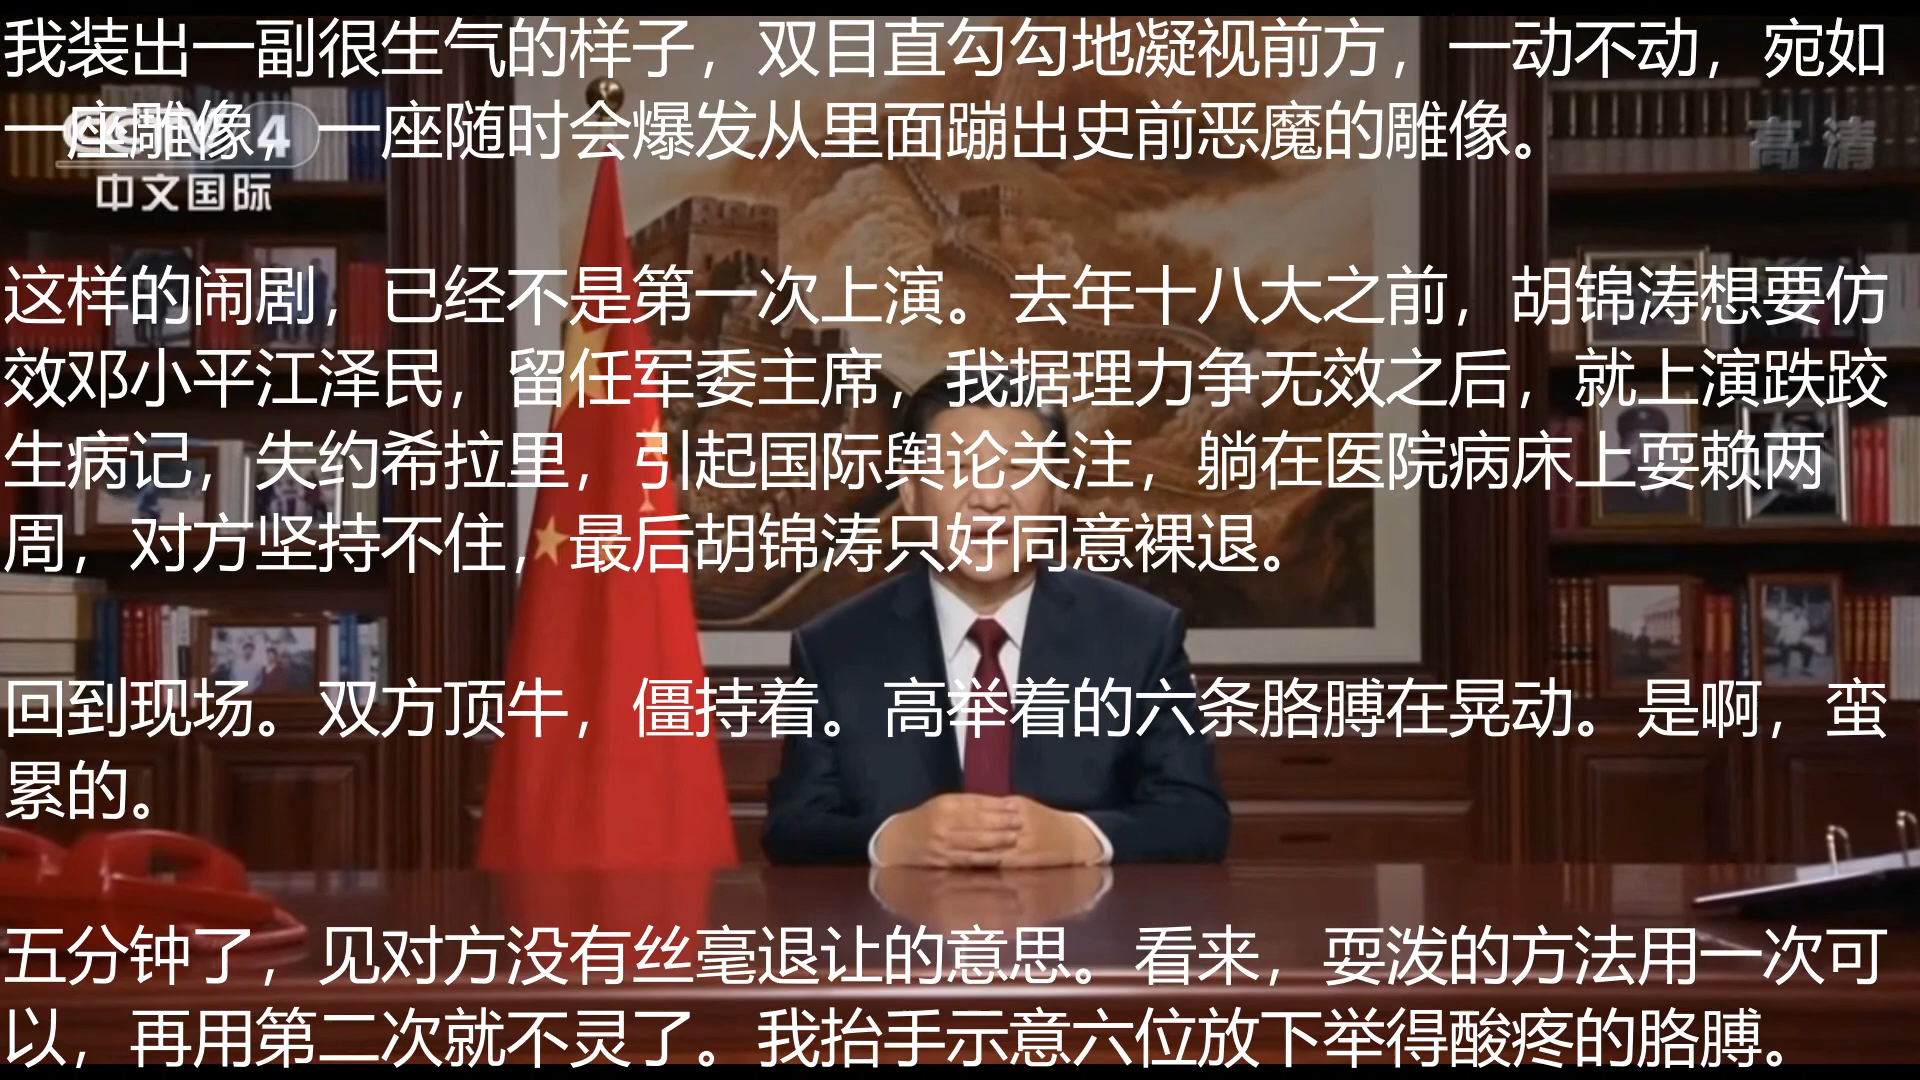 我装出一副很生气的样子，双目直勾勾地凝视前方，一动不动，宛如
一座雕像，一座随时会爆发从里面蹦出史前恶魔的雕像。
4
高清
中文国际
这样的闹剧，已经不是第一次上演。去年十八大之前，胡锦涛想要仿
效邓小平江泽民，留任军委主席，我据理力争无效之后，就上演跌跤
生病记，失约希拉里，引起国际舆论关注，躺在医院病床上耍赖两
周，对方坚持不住，最后胡锦涛只好同意裸退。
回到现场。双方顶牛，僵持着。高举着的六条胳膊在晃动。是啊，蛮
累的。
五分钟了，见对方没有丝毫退让的意思。看来，耍泼的方法用一次可
以，再用第二次就不灵了。我抬手示意六位放下举得酸疼的胳膊。